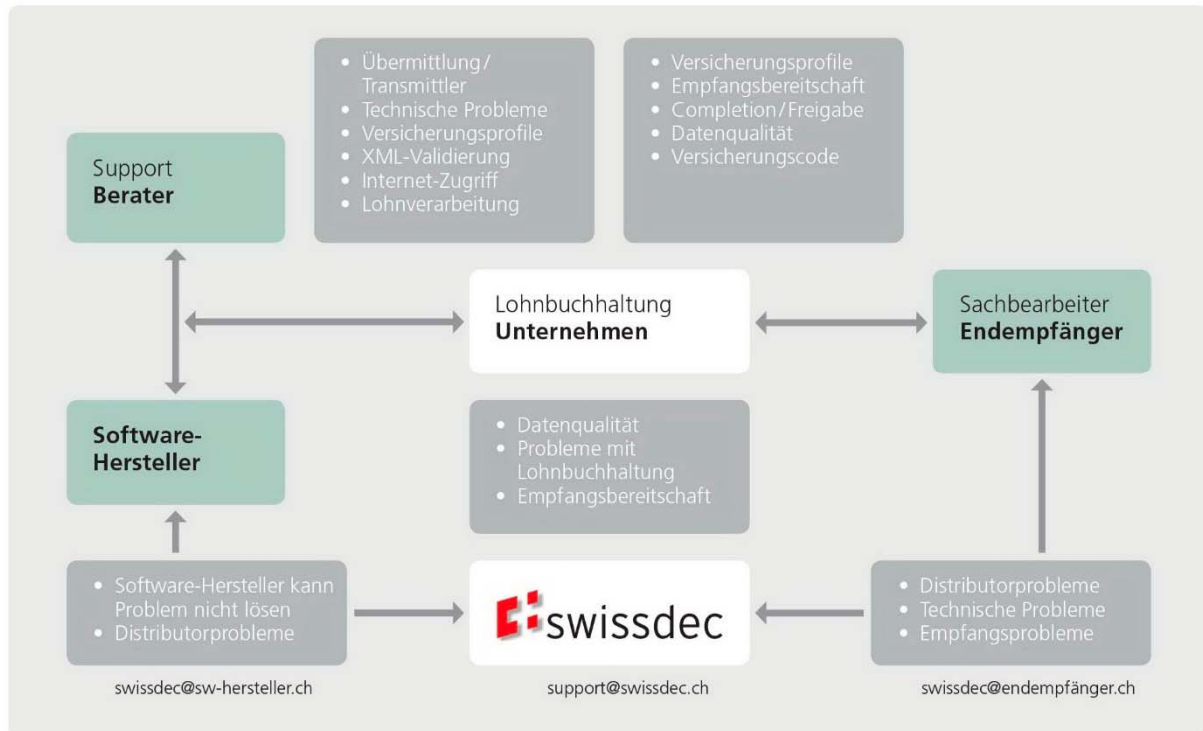 • Übermittlung /
Transmittler
• Technische Probleme
• Versicherungsprofile
• XML-Validierung
• Internet-Zugriff
• Lohnverarbeitung
• Versicherungsprofile
• Empfangsbereitschaft
• Completion / Freigabe
• Datenqualität
• Versicherungscode
Support
Berater
Lohnbuchhaltung
Unternehmen
Sachbearbeiter
Endempfänger
Software-
Hersteller
• Datenqualität
• Probleme mit
Lohnbuchhaltung
• Empfangsbereitschaft
• Software-Hersteller kann
Problem nicht lösen
• Distributorprobleme
swissdec
• Distributorprobleme
• Technische Probleme
• Empfangsprobleme
swissdec@sw-hersteller.ch
support@swissdec.ch
swissdec@endempfänger.ch